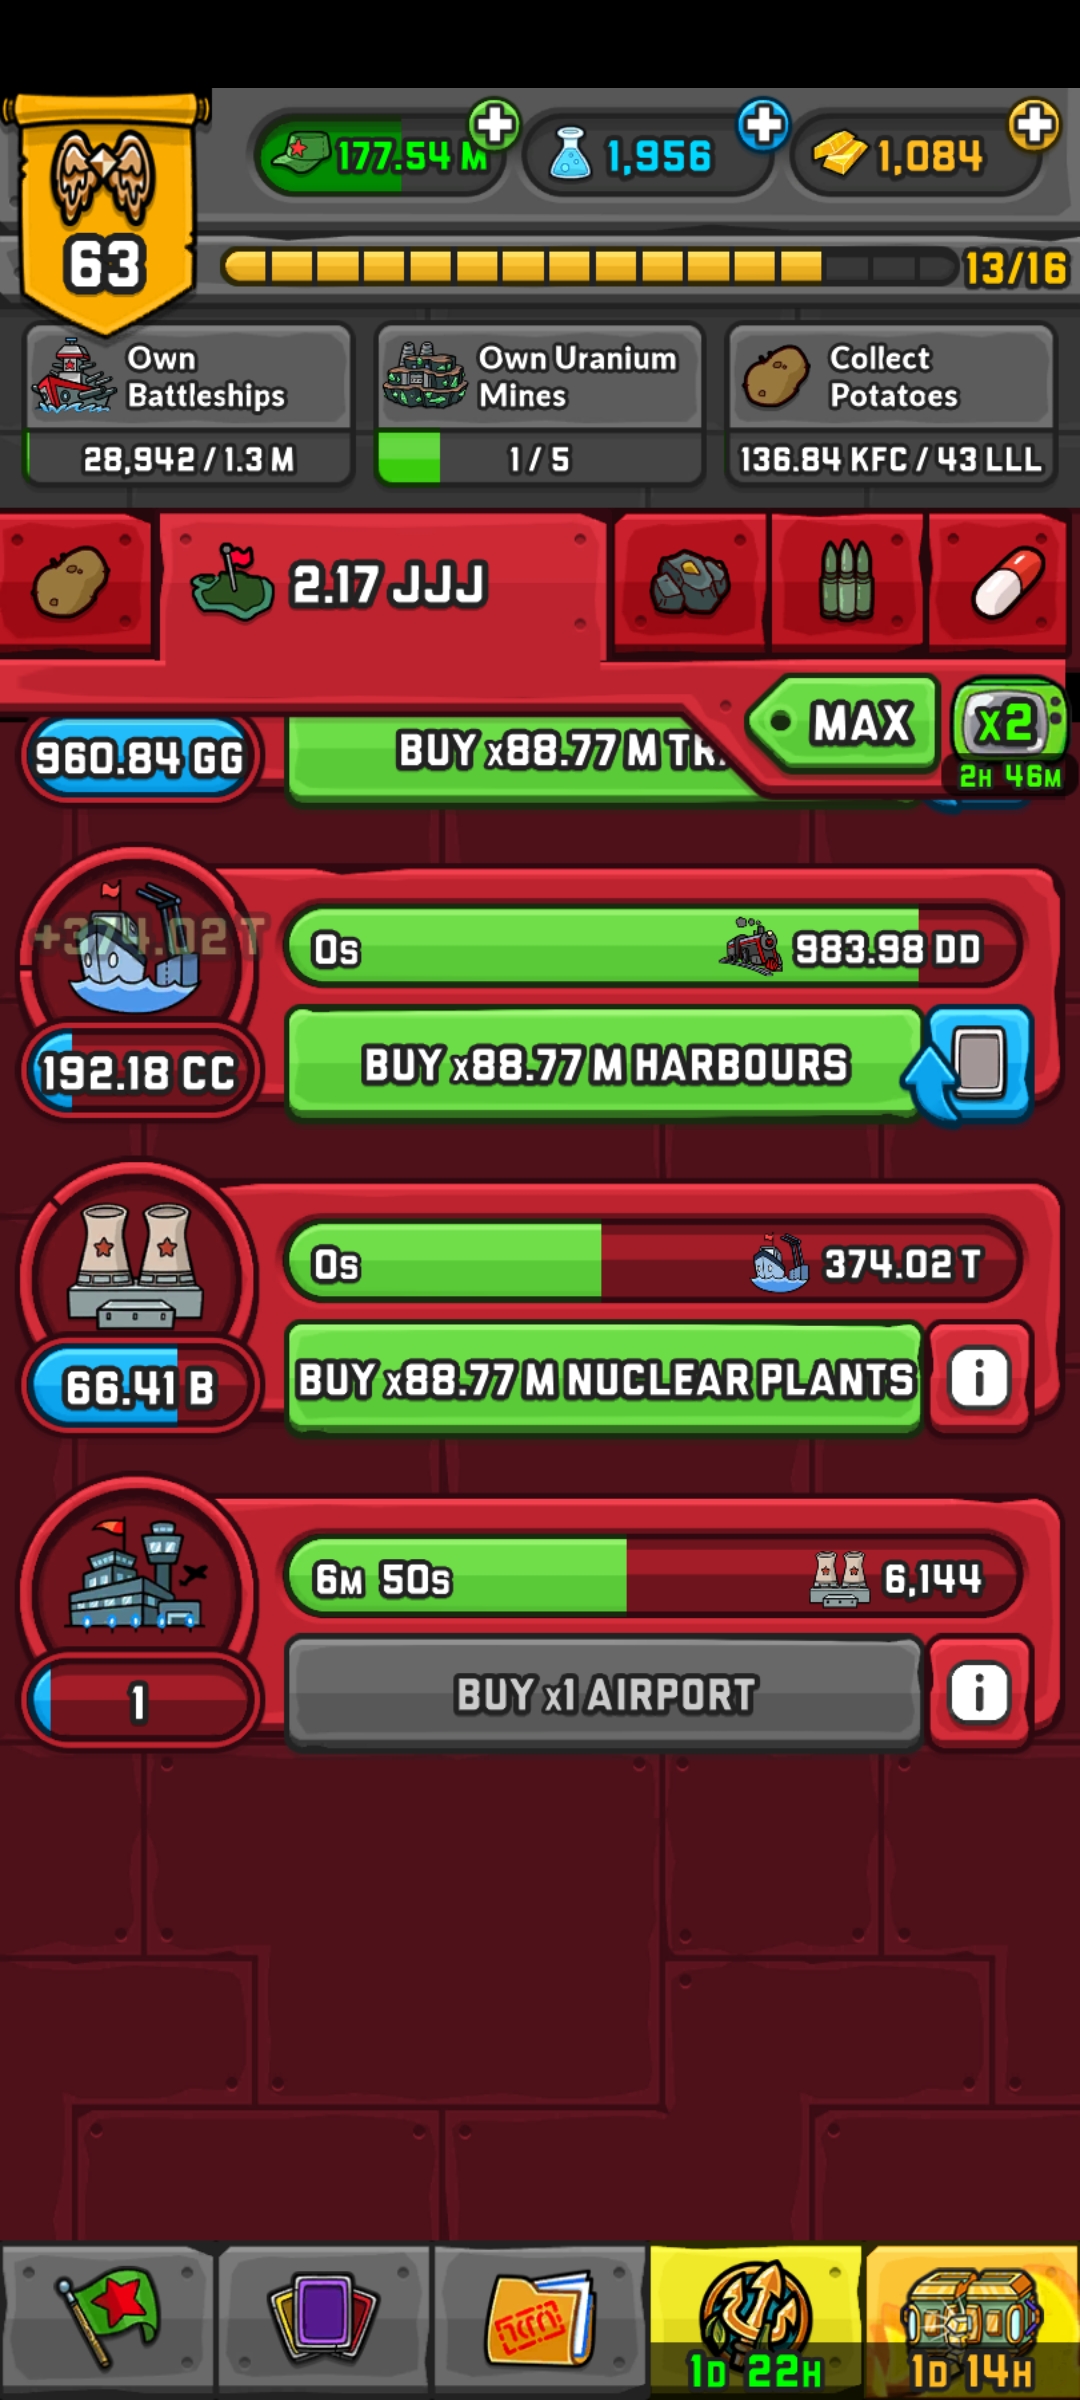 177.54 M
1,956
1,084
63
13/16
Own
Battleships
28,942 / 1.3 M
Own Uranium
Mines
1 / 5
Collect
Potatoes
136.84 KFC / 43 LLL
2.17 JJJ
MAX
x2
2H 46M
960.84 GG
BUY x88.77 M
+374.02 T
0s
983.98 DD
192.18 CC
BUY x88.77 M HARBOURS
0s
374.02 T
66.41 B
BUY x88.77 M NUCLEAR PLANTS
i
6M 50s
6,144
1
BUY x1 AIRPORT
i
1D 22H
1D 14H